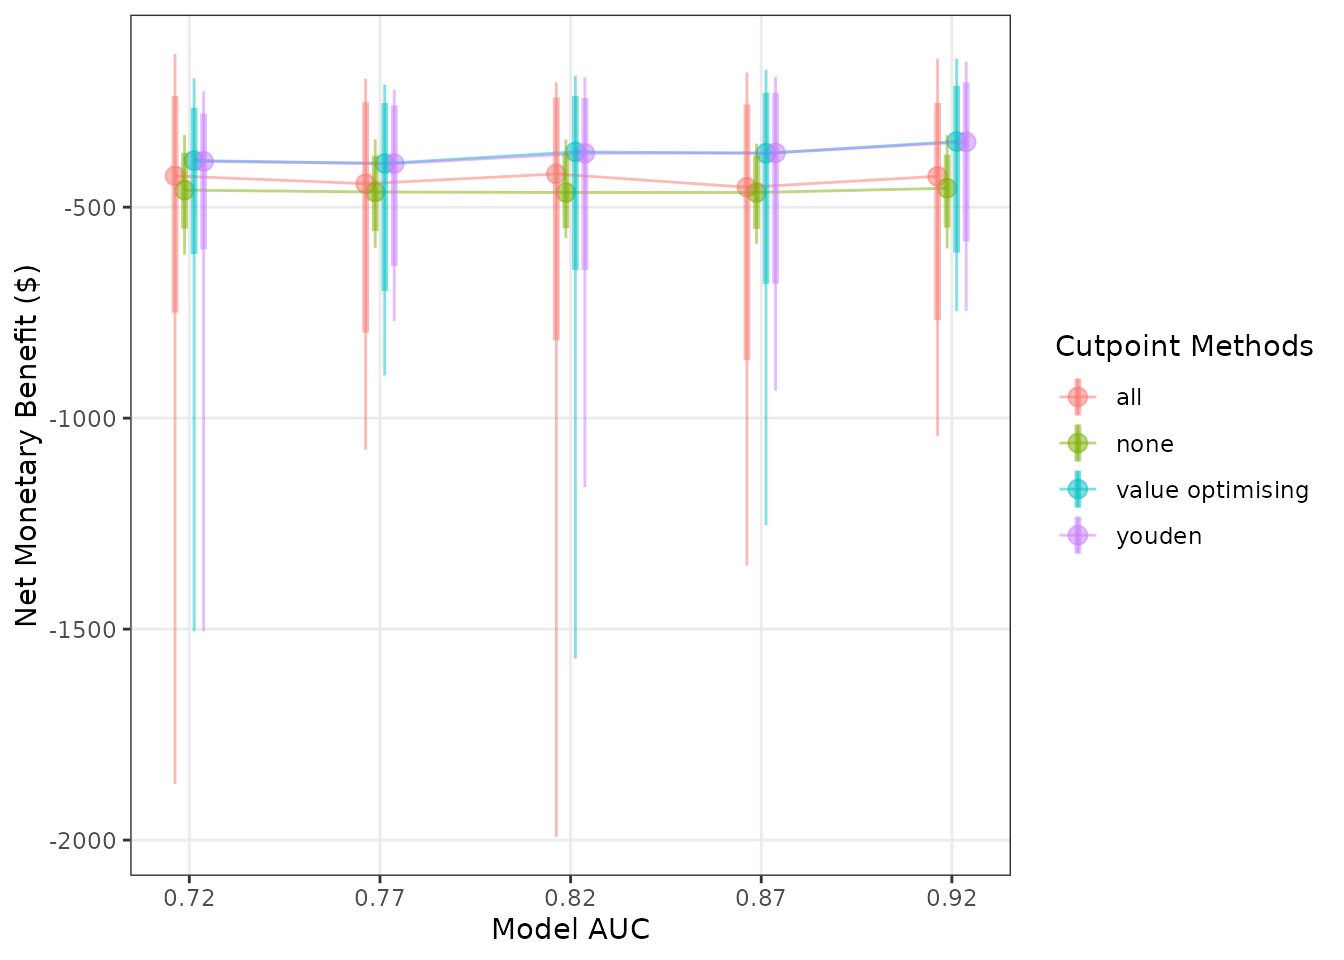 Net Monetary Benefit ($)
-500
-1000
-1500
-2000
0.72 0.77 0.82 0.87 0.92
Model AUC
Cutpoint Methods
all
none
value optimising
youden